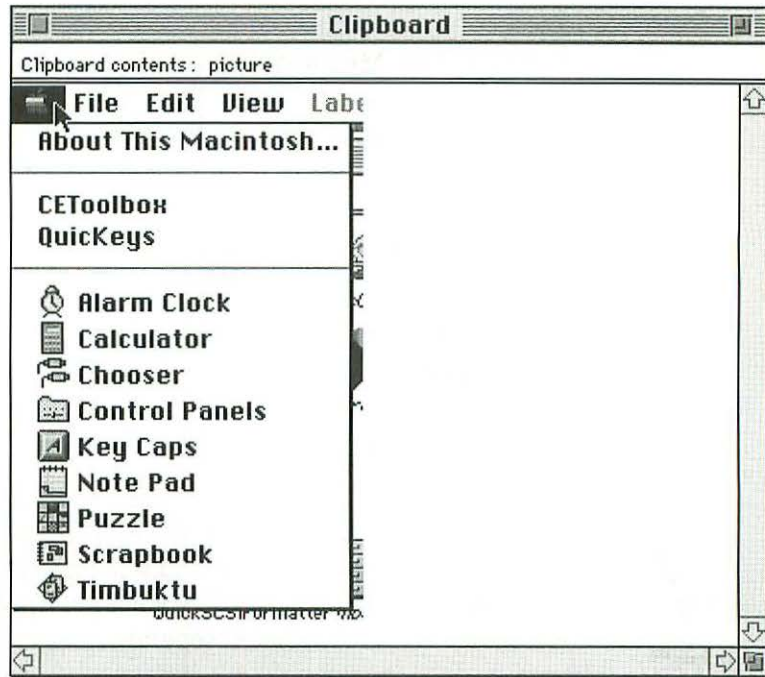 Clipboard
Clipboard contents : picture
File Edit View Labe
About This Macintosh...
CEToolbox
QuicKeys
Alarm Clock
Calculator
Chooser
Control Panels
Key Caps
Note Pad
Puzzle
Scrapbook
Timbuktu
QuickSCSIFormatter